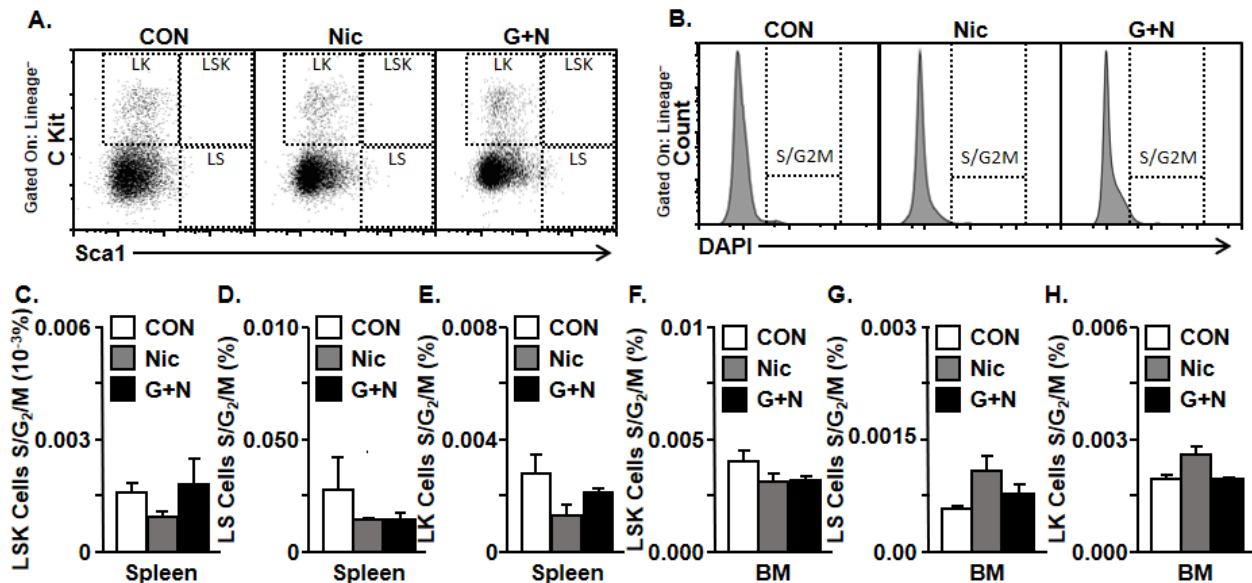 A.
CON Nic G+N
LK LSK LK LSK LK LSK
LS LS LS
Gated On: Lineage⁻
C Kit
Sca1
B.
CON Nic G+N
S/G2M S/G2M S/G2M
Gated On: Lineage⁻
Count
DAPI
C.
LSK Cells S/G₂/M (10⁻³%)
0.006
0.003
0
CON
Nic
G+N
Spleen
D.
LS Cells S/G₂/M (%)
0.010
0.050
0
CON
Nic
G+N
Spleen
E.
LK Cells S/G₂/M (%)
0.008
0.004
0
CON
Nic
G+N
Spleen
F.
LSK Cells S/G₂/M (%)
0.01
0.005
0.000
CON
Nic
G+N
BM
G.
LS Cells S/G₂/M (%)
0.003
0.0015
0.00
CON
Nic
G+N
BM
H.
LK Cells S/G₂/M (%)
0.006
0.003
0.000
CON
Nic
G+N
BM